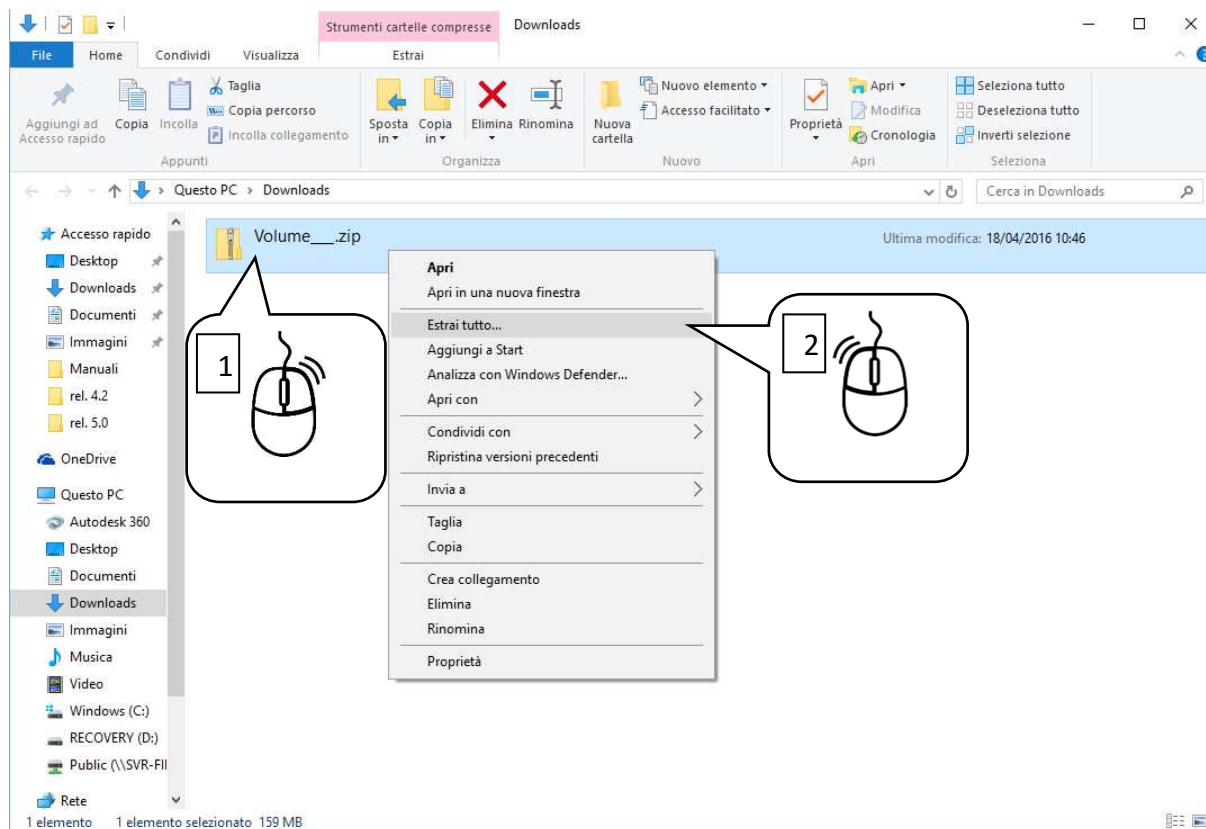 Strumenti cartelle compresse
Downloads
File
Home
Condividi
Visualizza
Estrai
Aggiungi ad
Accesso rapido
Copia
Incolla
Taglia
Copia percorso
Incolla collegamento
Appunti
Sposta
in
Copia
in
Elimina
Rinomina
Organizza
Nuova
cartella
Nuovo elemento
Accesso facilitato
Nuovo
Proprietà
Apri
Modifica
Cronologia
Apri
Seleziona tutto
Deseleziona tutto
Inverti selezione
Seleziona
Questo PC > Downloads
Cerca in Downloads
Accesso rapido
Desktop
Downloads
Documenti
Immagini
Manuali
rel. 4.2
rel. 5.0
OneDrive
Questo PC
Autodesk 360
Desktop
Documenti
Downloads
Immagini
Musica
Video
Windows (C:)
RECOVERY (D:)
Public (\\SVR-FII
Rete
Volume___.zip
Ultima modifica: 18/04/2016 10:46
1
2
Apri
Apri in una nuova finestra
Estrai tutto...
Aggiungi a Start
Analizza con Windows Defender...
Apri con
Condividi con
Ripristina versioni precedenti
Invia a
Taglia
Copia
Crea collegamento
Elimina
Rinomina
Proprietà
1 elemento
1 elemento selezionato 159 MB